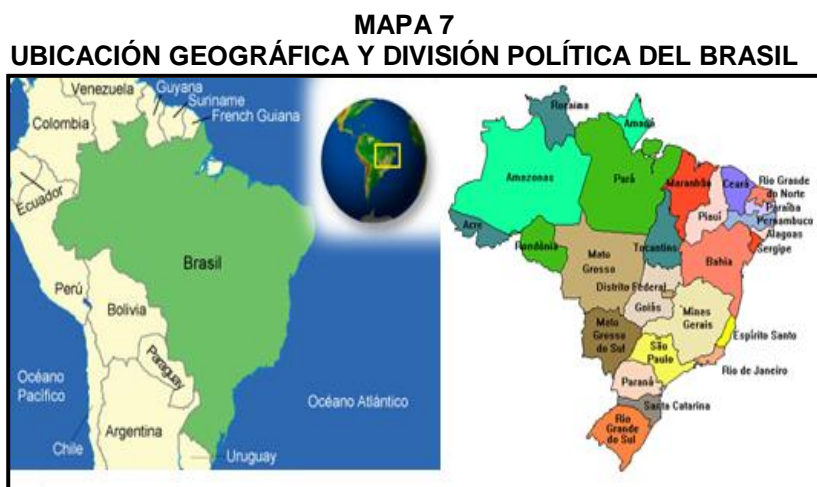 MAPA 7
UBICACIÓN GEOGRÁFICA Y DIVISIÓN POLÍTICA DEL BRASIL
Venezuela
Guyana
Suriname
French Guiana
Colombia
Ecuador
Perú
Brasil
Bolivia
Paraguay
Océano
Pacífico
Océano Atlántico
Chile
Argentina
Uruguay
Roraima
Amapá
Amazonas
Pará
Maranhão
Ceará
Rio Grande
do Norte
Paraíba
Piauí
Pernambuco
Alagoas
Sergipe
Acre
Rondônia
Mato
Grosso
Tocantins
Bahia
Distrito Federal
Goiás
Minas
Gerais
Mato
Grosso
do Sul
Espírito Santo
São
Paulo
Rio de Janeiro
Paraná
Santa Catarina
Rio
Grande
do Sul